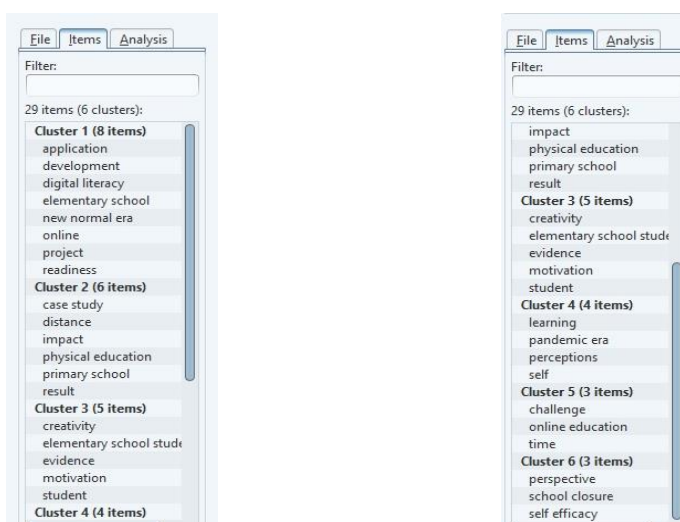 File Items Analysis
Filter:
29 items (6 clusters):
Cluster 1 (8 items)
application
development
digital literacy
elementary school
new normal era
online
project
readiness
Cluster 2 (6 items)
case study
distance
impact
physical education
primary school
result
Cluster 3 (5 items)
creativity
elementary school stude
evidence
motivation
student
Cluster 4 (4 items)
File Items Analysis
Filter:
29 items (6 clusters):
impact
physical education
primary school
result
Cluster 3 (5 items)
creativity
elementary school stude
evidence
motivation
student
Cluster 4 (4 items)
learning
pandemic era
perceptions
self
Cluster 5 (3 items)
challenge
online education
time
Cluster 6 (3 items)
perspective
school closure
self efficacy